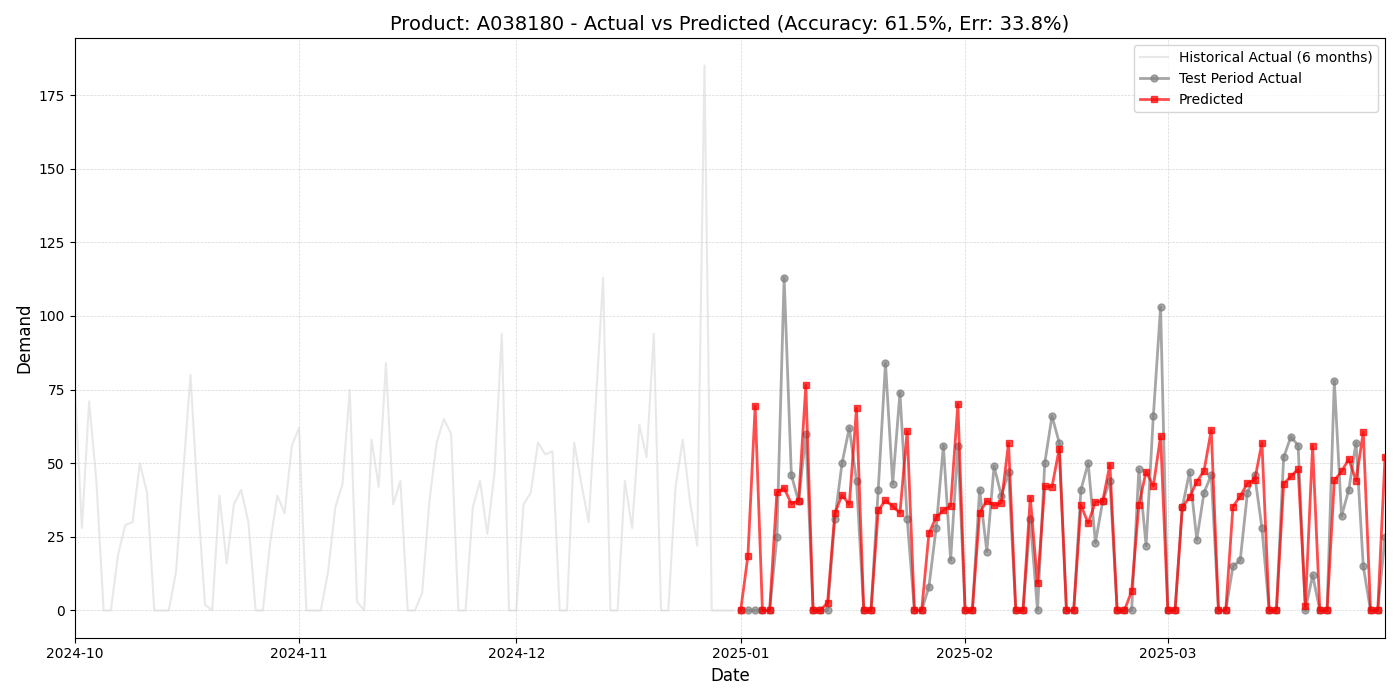 Product: A038180 - Actual vs Predicted (Accuracy: 61.5%, Err: 33.8%)
Historical Actual (6 months)
Test Period Actual
Predicted
Demand
175
150
125
100
75
50
25
0
2024-10
2024-11
2024-12
2025-01
2025-02
2025-03
Date